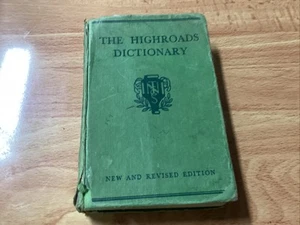 THE HIGHROADS
DICTIONARY
NEW AND REVISED EDITION